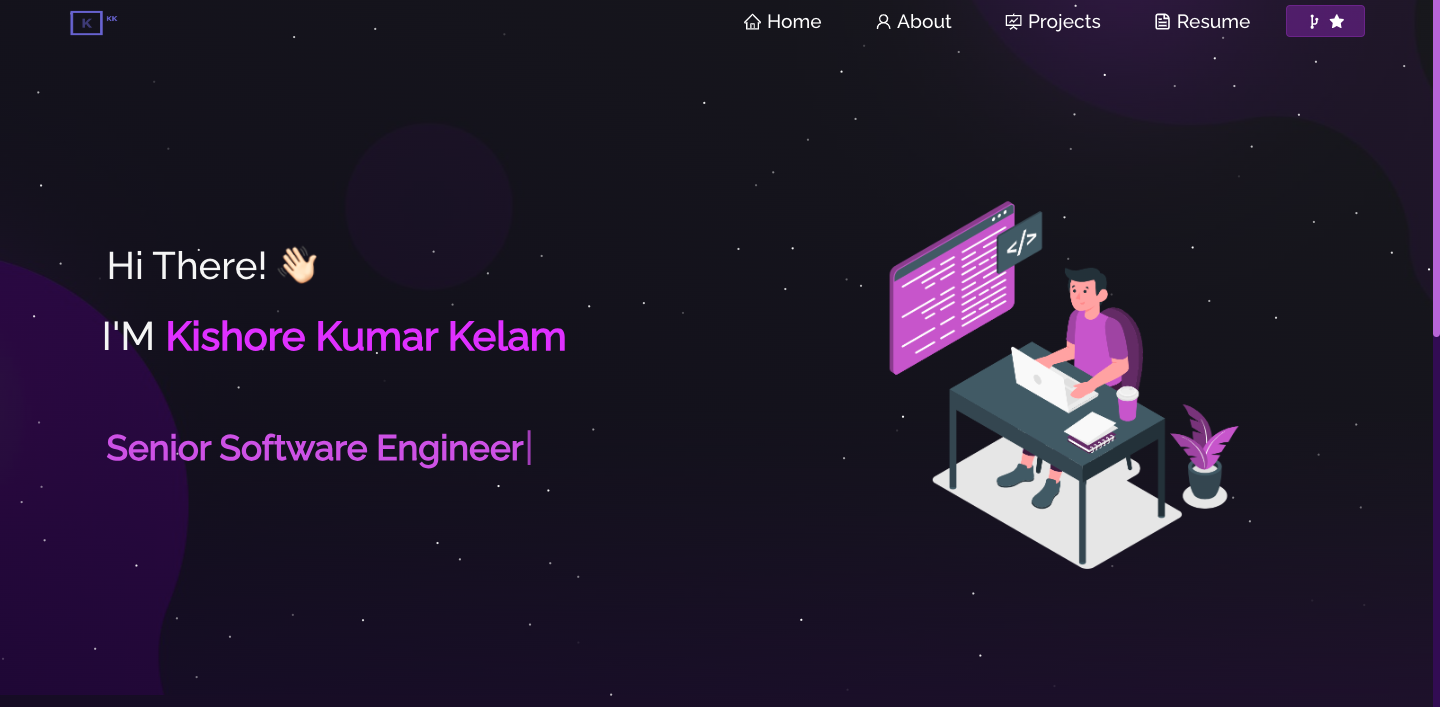 K KK
Home About Projects Resume
Hi There! 👋🏻
I'M Kishore Kumar Kelam
</>
Senior Software Engineer|